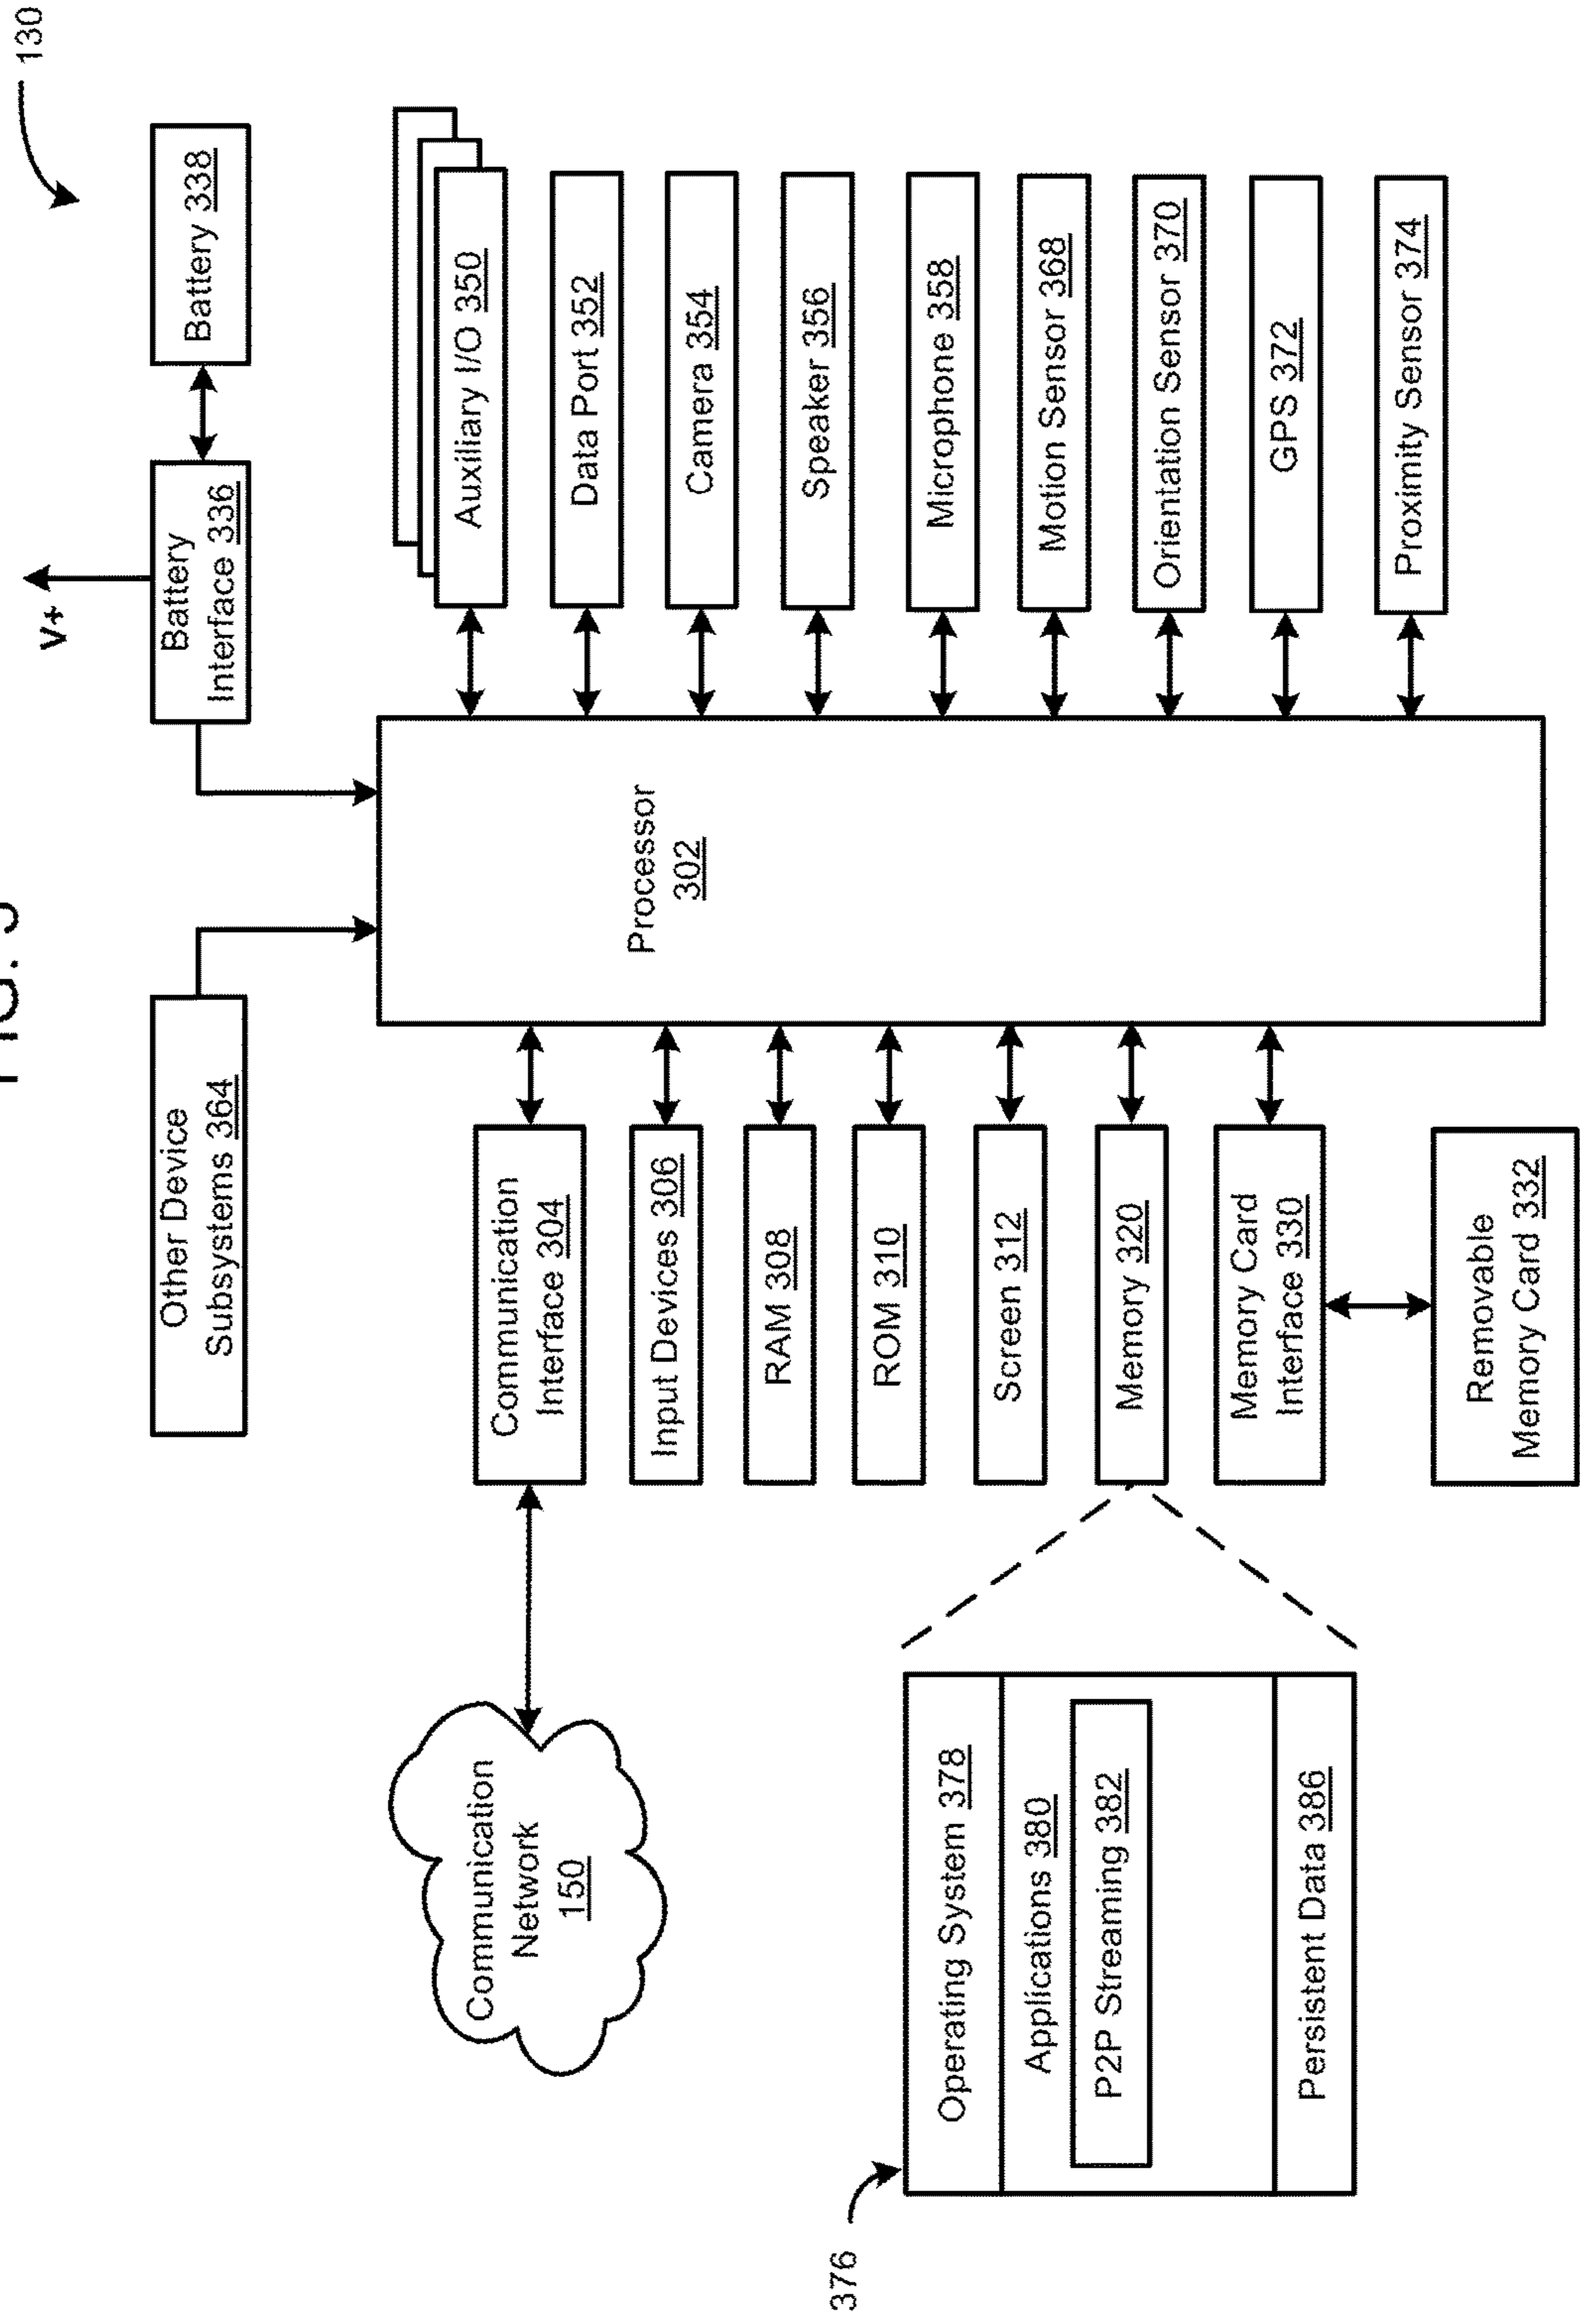 FIG. 3
130
V+
Other Device
Subsystems 364
Battery
Interface 336
Battery 338
Communication
Network
150
Communication
Interface 304
Input Devices 306
RAM 308
ROM 310
Screen 312
Memory 320
Memory Card
Interface 330
Removable
Memory Card 332
Processor
302
Auxiliary I/O 350
Data Port 352
Camera 354
Speaker 356
Microphone 358
Motion Sensor 368
Orientation Sensor 370
GPS 372
Proximity Sensor 374
376
Operating System 378
Applications 380
P2P Streaming 382
Persistent Data 386